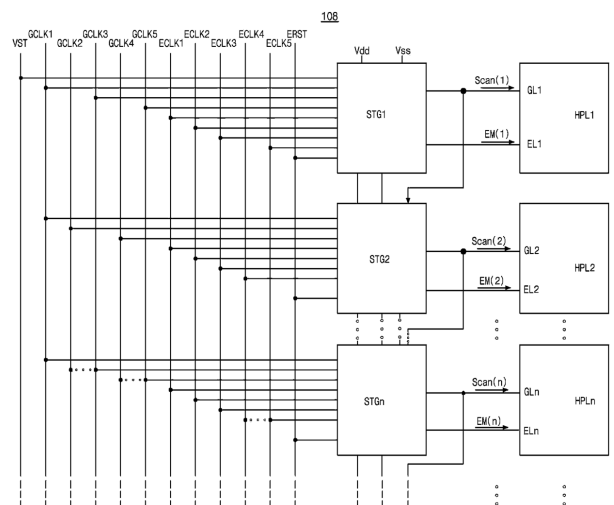 108
VST GCLK1 GCLK2 GCLK3 GCLK4 GCLK5 ECLK1 ECLK2 ECLK3 ECLK4 ECLK5 ERST
Vdd Vss
STG1
Scan(1)
GL1
HPL1
EM(1)
EL1
STG2
Scan(2)
GL2
HPL2
EM(2)
EL2
STGn
Scan(n)
GLn
HPLn
EM(n)
ELn